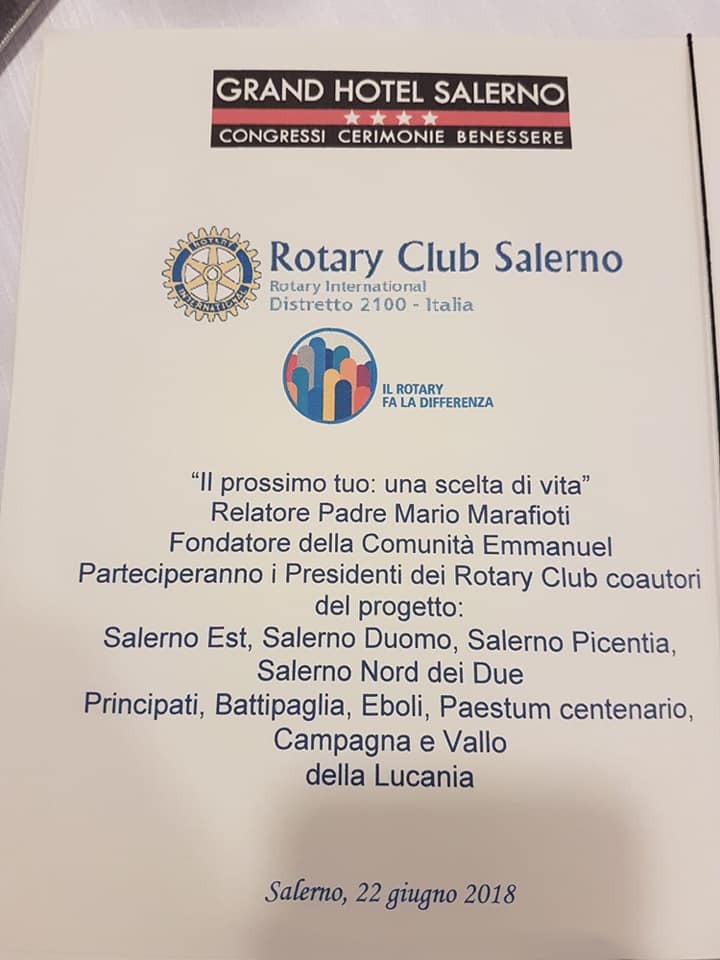 GRAND HOTEL SALERNO
CONGRESSI CERIMONIE BENESSERE
ROTARY
INTERNATIONAL
Rotary Club Salerno
Rotary International
Distretto 2100 - Italia
IL ROTARY
FA LA DIFFERENZA
“Il prossimo tuo: una scelta di vita”
Relatore Padre Mario Marafioti
Fondatore della Comunità Emmanuel
Parteciperanno i Presidenti dei Rotary Club coautori
del progetto:
Salerno Est, Salerno Duomo, Salerno Picentia,
Salerno Nord dei Due
Principati, Battipaglia, Eboli, Paestum centenario,
Campagna e Vallo
della Lucania
Salerno, 22 giugno 2018